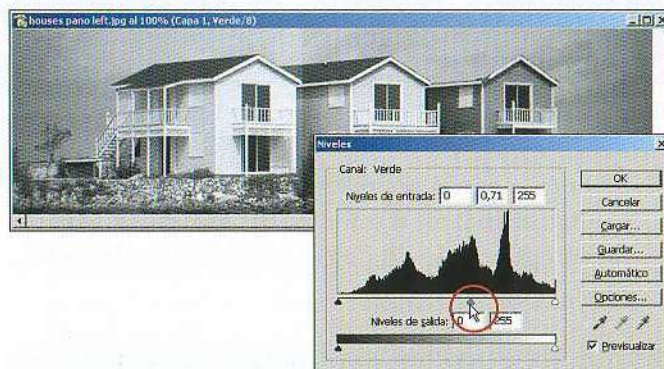 houses pano left.jpg al 100% (Capa 1, Verde/8)
Niveles
Canal: Verde
Niveles de entrada: 0 0,71 255
OK
Cancelar
Cargar...
Guardar...
Automático
Opciones...
Niveles de salida: 0 255
Previsualizar